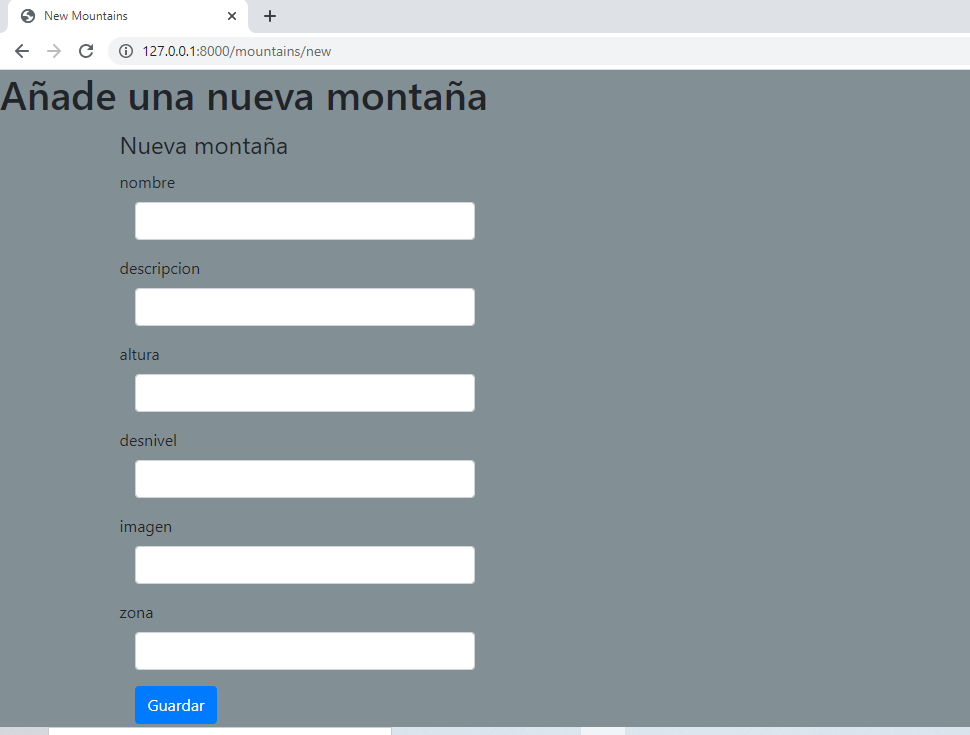 New Mountains
127.0.0.1:8000/mountains/new
Añade una nueva montaña
Nueva montaña
nombre
descripcion
altura
desnivel
imagen
zona
Guardar